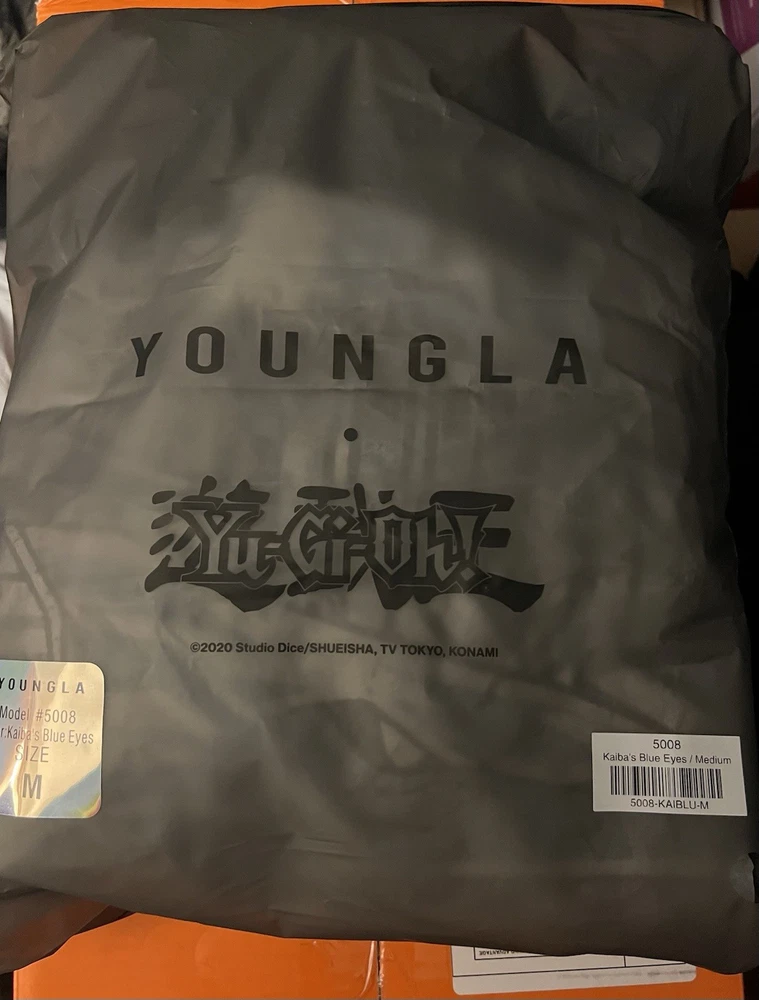 YOUNGLA
Yu-Gi-Oh!
©2020 Studio Dice/SHUEISHA, TV TOKYO, KONAMI
YOUNGLA
Model #5008
r:Kaiba's Blue Eyes
SIZE
M
5008
Kaiba's Blue Eyes / Medium
5008-KAIBLU-M